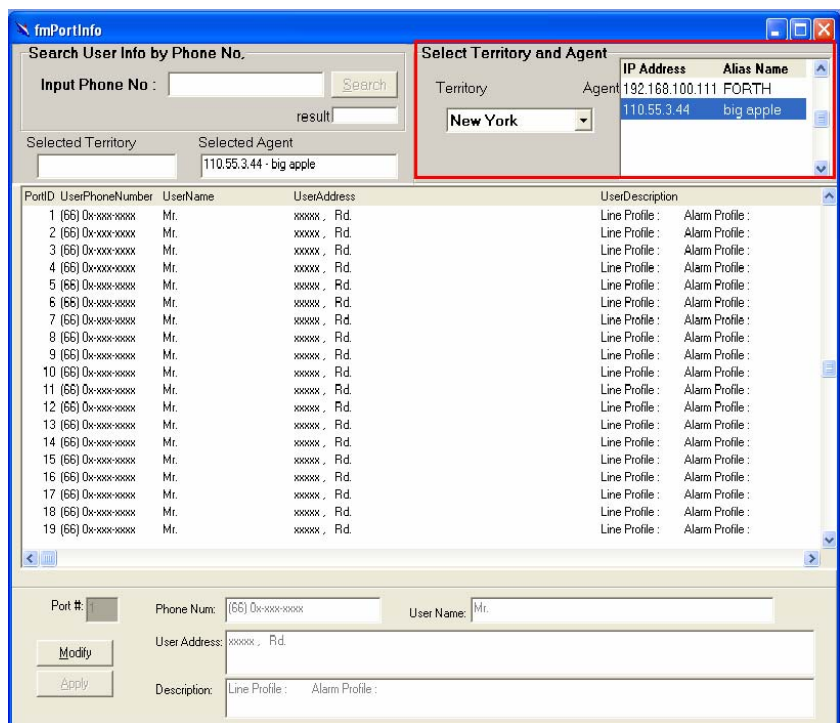 fmPortInfo
Search User Info by Phone No,
Input Phone No :
Search
result
Selected Territory
Selected Agent
110.55.3.44 - big apple
Select Territory and Agent
Territory
New York
Agent
IP Address Alias Name
192.168.100.111 FORTH
110.55.3.44 big apple
PortID UserPhoneNumber UserName UserAddress UserDescription
1 (66) 0x-xxx-xxxx Mr. xxxxx , Rd. Line Profile : Alarm Profile :
2 (66) 0x-xxx-xxxx Mr. xxxxx , Rd. Line Profile : Alarm Profile :
3 (66) 0x-xxx-xxxx Mr. xxxxx , Rd. Line Profile : Alarm Profile :
4 (66) 0x-xxx-xxxx Mr. xxxxx , Rd. Line Profile : Alarm Profile :
5 (66) 0x-xxx-xxxx Mr. xxxxx , Rd. Line Profile : Alarm Profile :
6 (66) 0x-xxx-xxxx Mr. xxxxx , Rd. Line Profile : Alarm Profile :
7 (66) 0x-xxx-xxxx Mr. xxxxx , Rd. Line Profile : Alarm Profile :
8 (66) 0x-xxx-xxxx Mr. xxxxx , Rd. Line Profile : Alarm Profile :
9 (66) 0x-xxx-xxxx Mr. xxxxx , Rd. Line Profile : Alarm Profile :
10 (66) 0x-xxx-xxxx Mr. xxxxx , Rd. Line Profile : Alarm Profile :
11 (66) 0x-xxx-xxxx Mr. xxxxx , Rd. Line Profile : Alarm Profile :
12 (66) 0x-xxx-xxxx Mr. xxxxx , Rd. Line Profile : Alarm Profile :
13 (66) 0x-xxx-xxxx Mr. xxxxx , Rd. Line Profile : Alarm Profile :
14 (66) 0x-xxx-xxxx Mr. xxxxx , Rd. Line Profile : Alarm Profile :
15 (66) 0x-xxx-xxxx Mr. xxxxx , Rd. Line Profile : Alarm Profile :
16 (66) 0x-xxx-xxxx Mr. xxxxx , Rd. Line Profile : Alarm Profile :
17 (66) 0x-xxx-xxxx Mr. xxxxx , Rd. Line Profile : Alarm Profile :
18 (66) 0x-xxx-xxxx Mr. xxxxx , Rd. Line Profile : Alarm Profile :
19 (66) 0x-xxx-xxxx Mr. xxxxx , Rd. Line Profile : Alarm Profile :
Port #: 1 Phone Num: (66) 0x-xxx-xxxx User Name: Mr.
User Address: xxxxx , Rd.
Modify
Apply
Description: Line Profile : Alarm Profile :